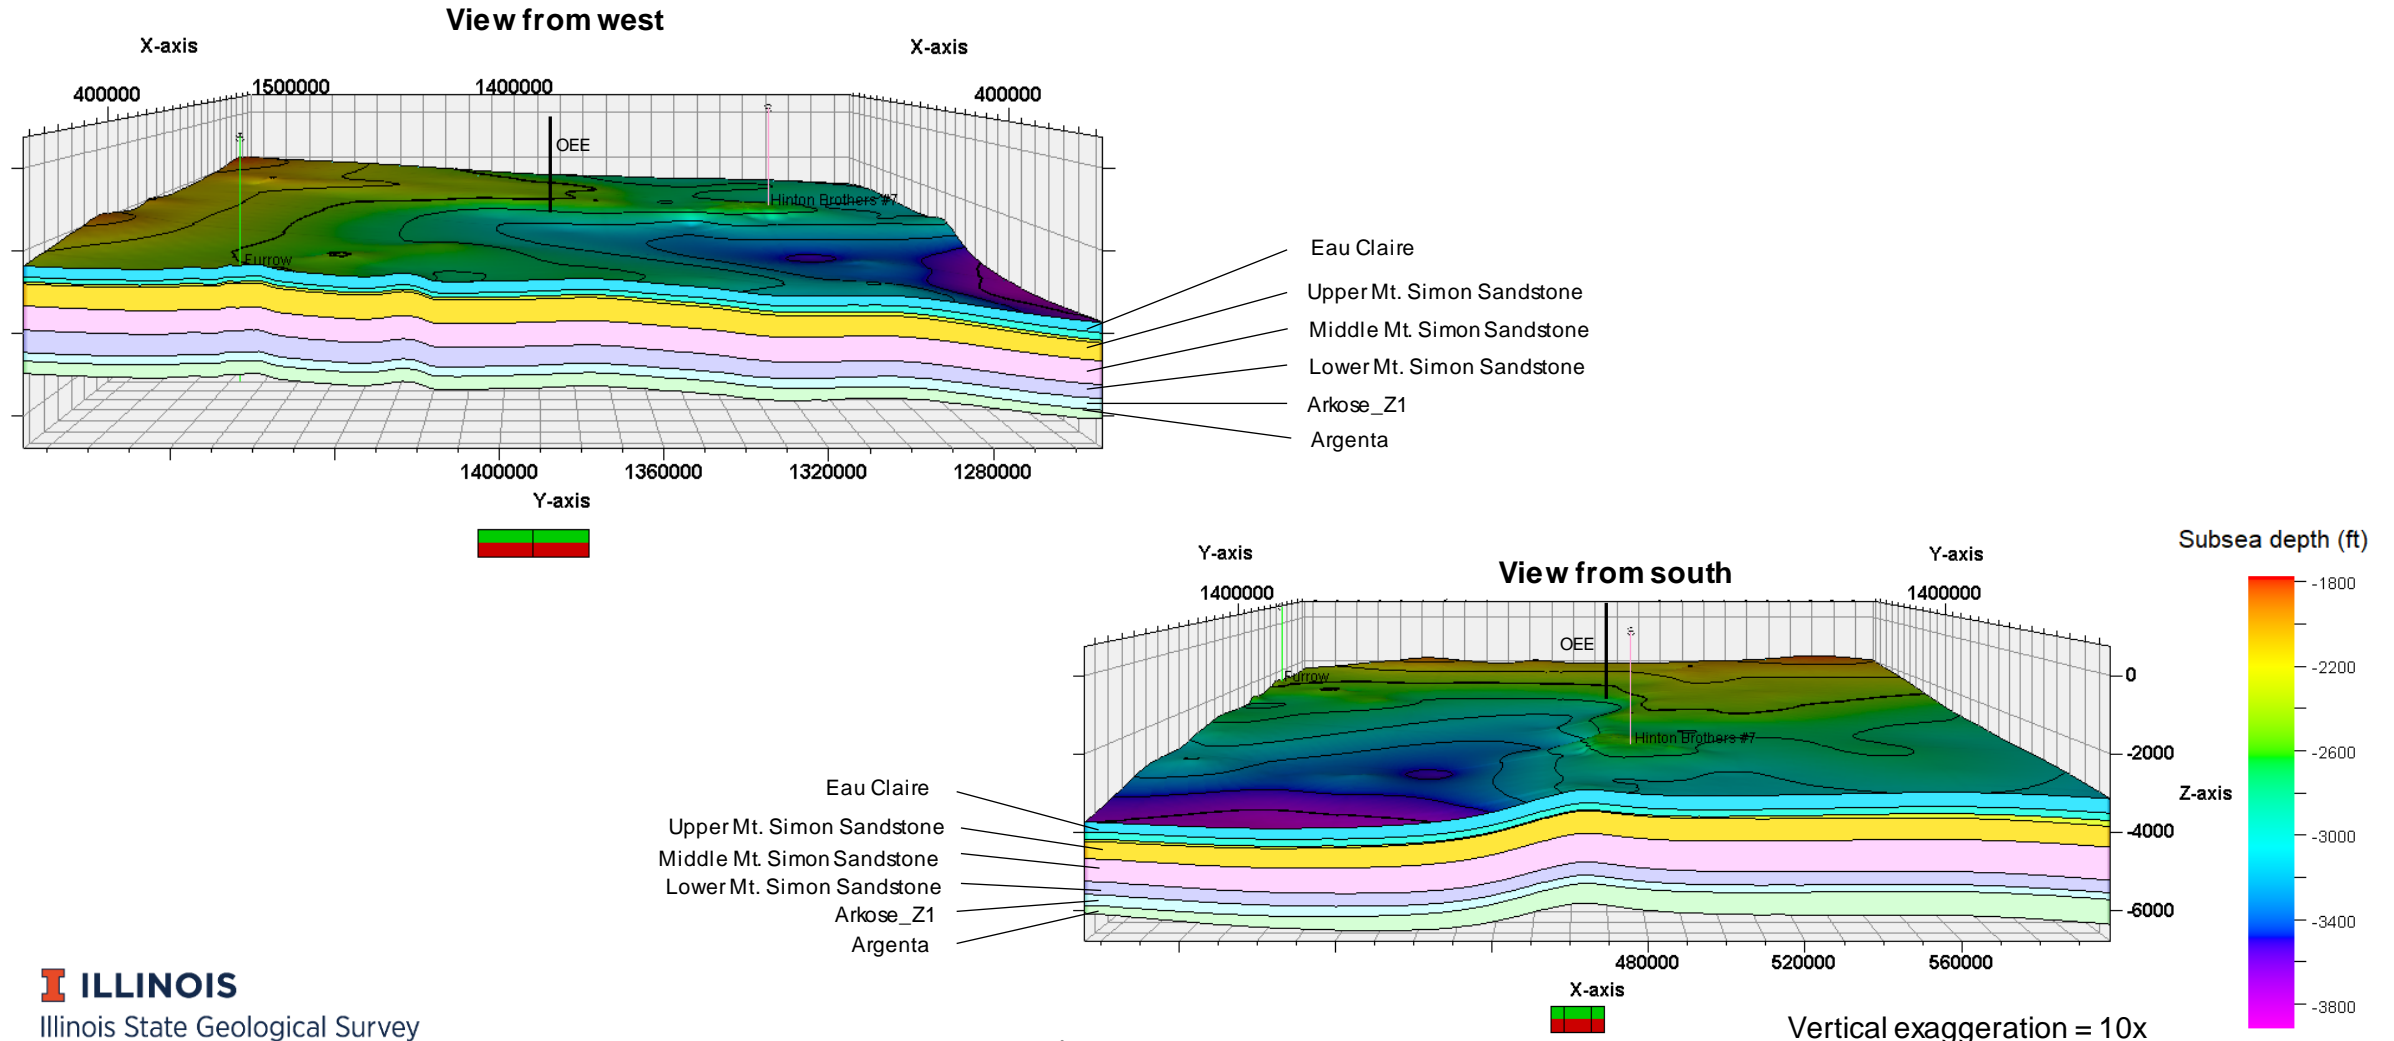 View from west
X-axis
X-axis
400000
1500000
1400000
400000
OEE
Hinton Brothers #7
Furrow
Eau Claire
Upper Mt. Simon Sandstone
Middle Mt. Simon Sandstone
Lower Mt. Simon Sandstone
Arkose_Z1
Argenta
1400000
1360000
1320000
1280000
Y-axis
Subsea depth (ft)
-1800
-2200
-2600
-3000
-3400
-3800
Y-axis
View from south
Y-axis
1400000
1400000
OEE
Furrow
Hinton Brothers #7
0
-2000
Z-axis
-4000
-6000
Eau Claire
Upper Mt. Simon Sandstone
Middle Mt. Simon Sandstone
Lower Mt. Simon Sandstone
Arkose_Z1
Argenta
480000
520000
560000
X-axis
Vertical exaggeration = 10x
I ILLINOIS
Illinois State Geological Survey